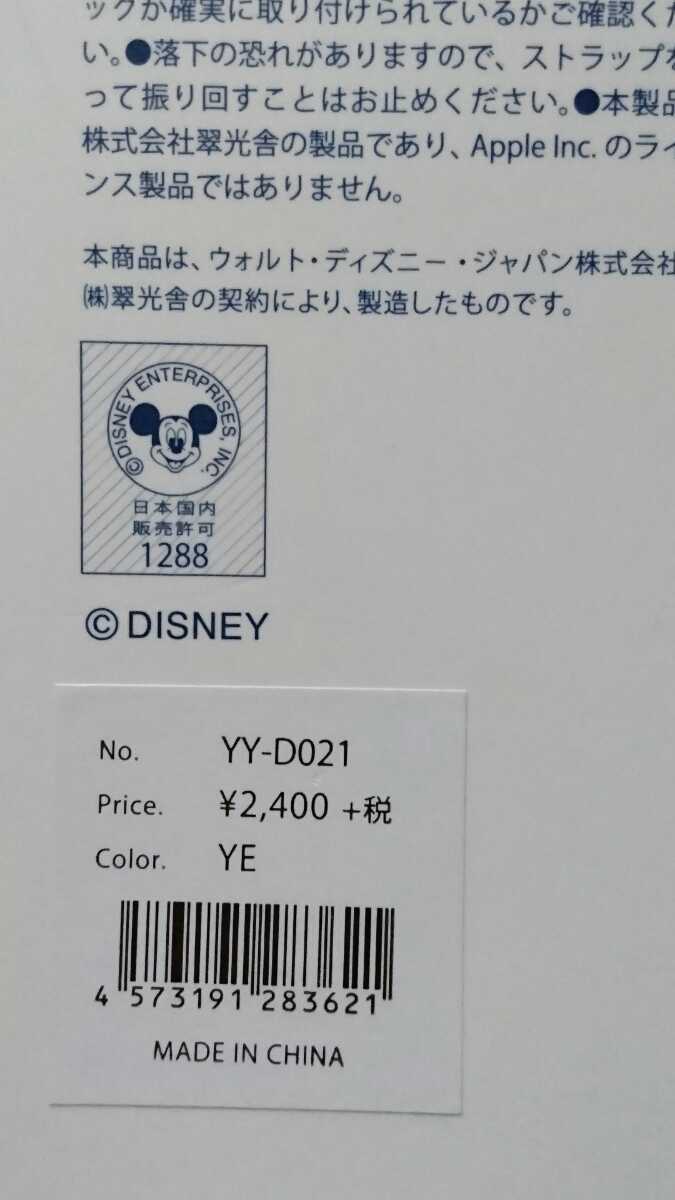 ックが確実に取り付けられているかご確認くだ
い。●落下の恐れがありますので、ストラップを
って振り回すことはお止めください。●本製品
株式会社翠光舎の製品であり、Apple Inc. のライ
ンス製品ではありません。
本商品は、ウォルト・ディズニー・ジャパン株式会社
㈱翠光舎の契約により、製造したものです。
©DISNEY ENTERPRISES, INC.
日本国内
販売許可
1288
© DISNEY
No. YY-D021
Price. ¥2,400 +税
Color. YE
4 573191 283621
MADE IN CHINA